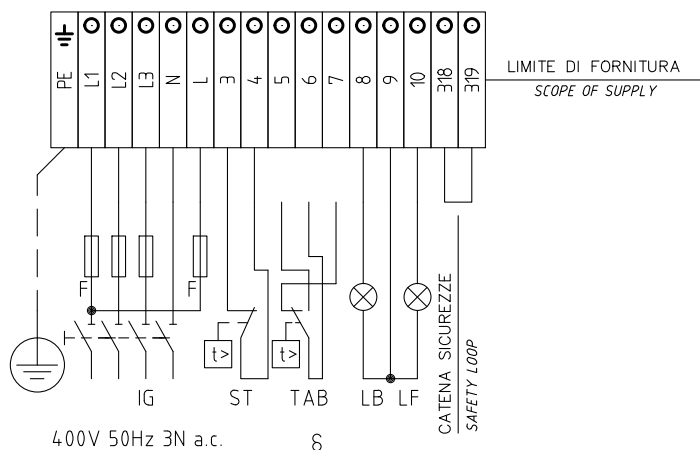 PE L1 L2 L3 N L 3 4 5 6 7 8 9 10 318 319
LIMITE DI FORNITURA
SCOPE OF SUPPLY
F F
t> t>
CATENA SICUREZZE
SAFETY LOOP
IG ST TAB LB LF
400V 50Hz 3N a.c.
δ